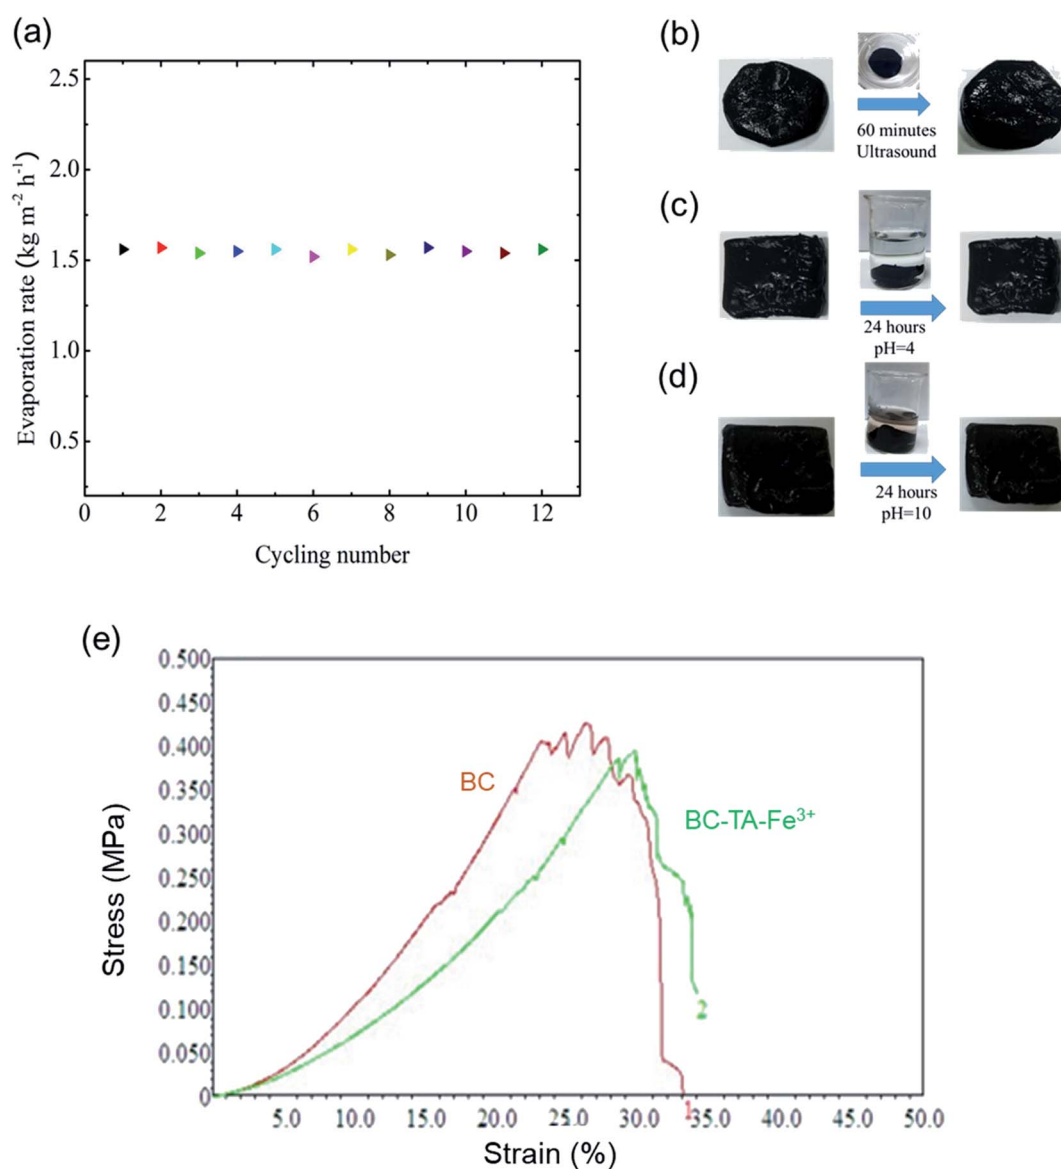 (a)
2.5
2.0
1.5
1.0
0.5
Evaporation rate (kg m⁻² h⁻¹)
0 2 4 6 8 10 12
Cycling number
(b)
60 minutes
Ultrasound
(c)
24 hours
pH=4
(d)
24 hours
pH=10
(e)
0.500
0.450
0.400
0.350
0.300
0.250
0.200
0.150
0.100
0.050
0
Stress (MPa)
BC
BC-TA-Fe³⁺
2
1
5.0 10.0 15.0 20.0 25.0 30.0 35.0 40.0 45.0 50.0
Strain (%)